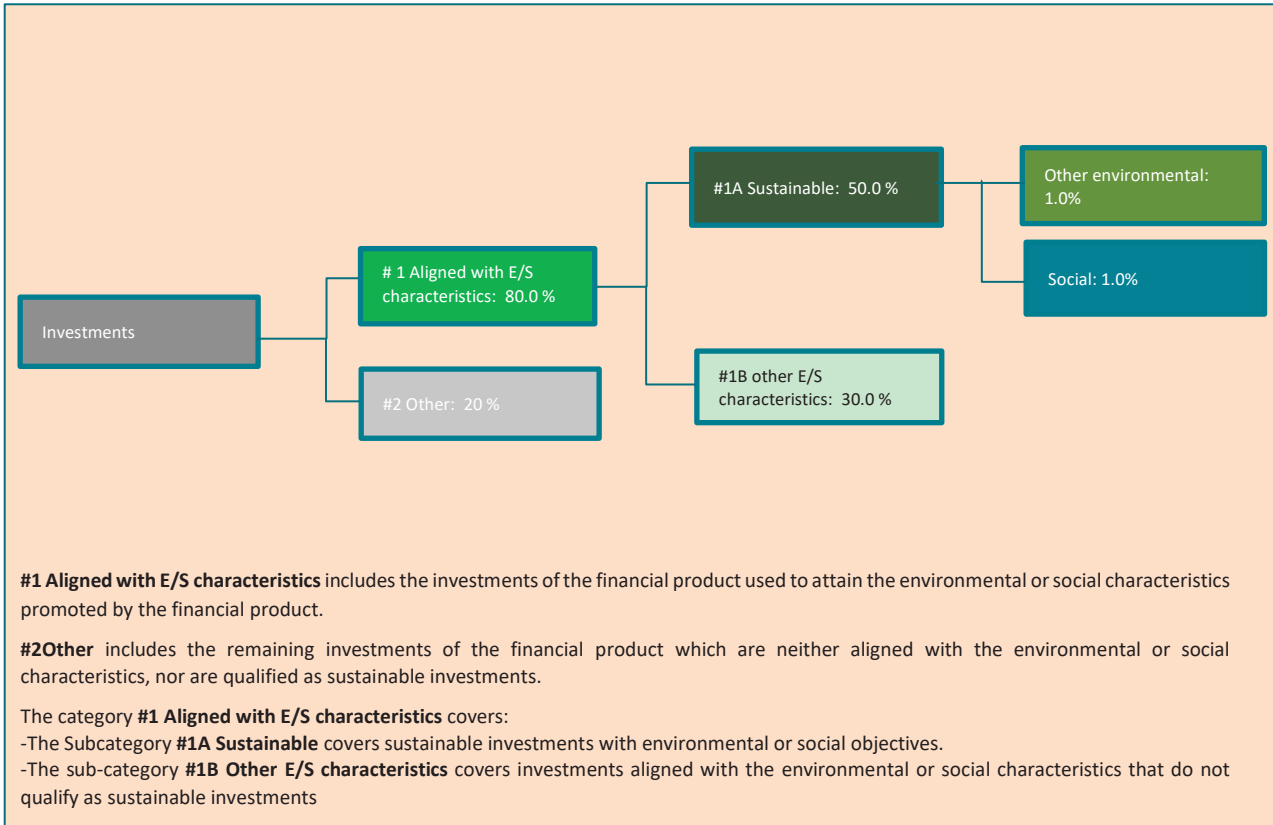 Investments
# 1 Aligned with E/S
characteristics: 80.0 %
#2 Other: 20 %
#1A Sustainable: 50.0 %
#1B other E/S
characteristics: 30.0 %
Other environmental:
1.0%
Social: 1.0%
#1 Aligned with E/S characteristics includes the investments of the financial product used to attain the environmental or social characteristics
promoted by the financial product.
#2Other includes the remaining investments of the financial product which are neither aligned with the environmental or social
characteristics, nor are qualified as sustainable investments.
The category #1 Aligned with E/S characteristics covers:
-The Subcategory #1A Sustainable covers sustainable investments with environmental or social objectives.
-The sub-category #1B Other E/S characteristics covers investments aligned with the environmental or social characteristics that do not
qualify as sustainable investments